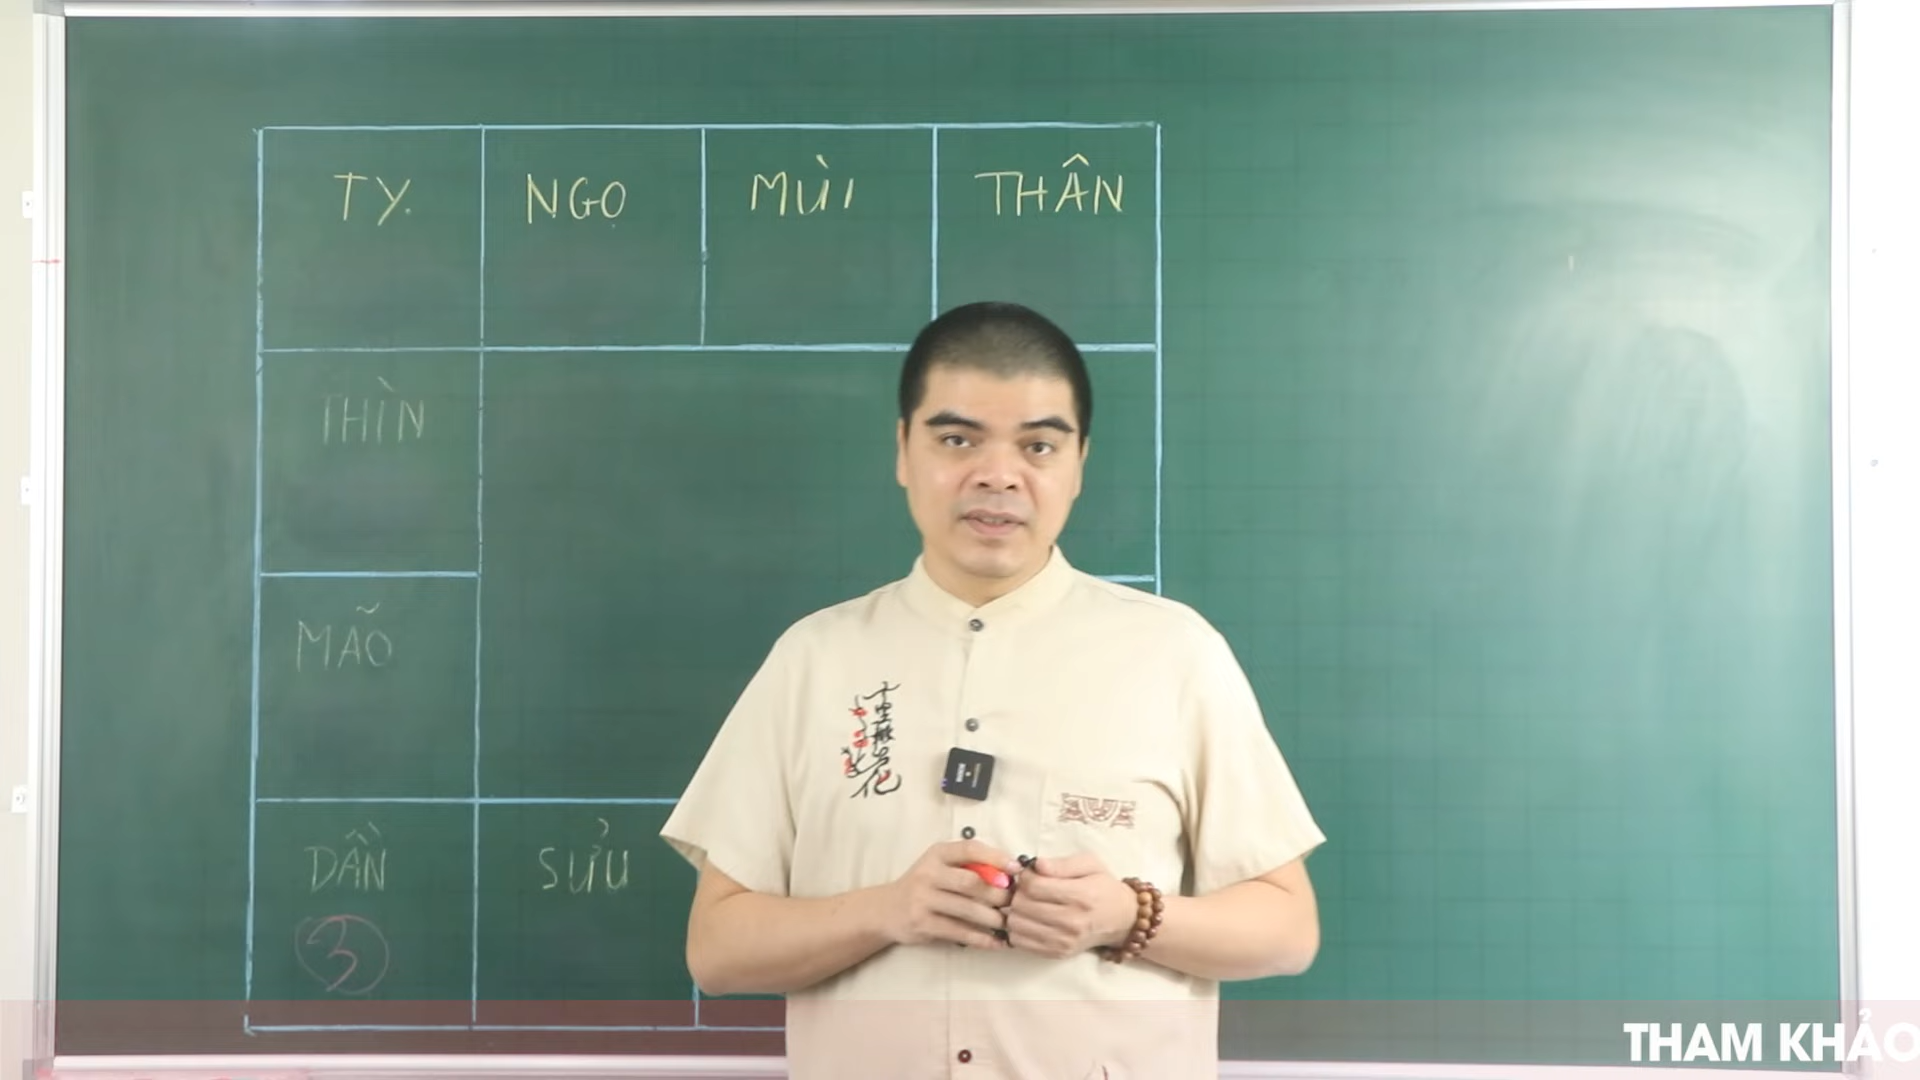 TỴ NGỌ MÙI THÂN
THÌN
MÃO
DẦN SỬU
3
THAM KHẢO